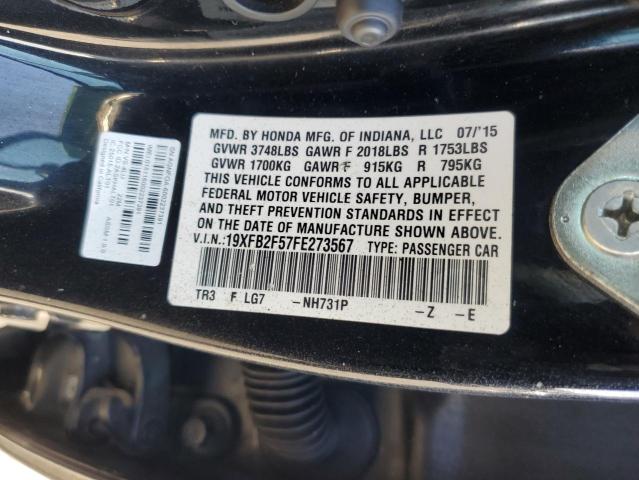 MFD. BY HONDA MFG. OF INDIANA, LLC 07/'15
GVWR 3748LBS GAWR F 2018LBS R 1753LBS
GVWR 1700KG GAWR F 915KG R 795KG
THIS VEHICLE CONFORMS TO ALL APPLICABLE
FEDERAL MOTOR VEHICLE SAFETY, BUMPER,
AND THEFT PREVENTION STANDARDS IN EFFECT
ON THE DATE OF MANUFACTURE SHOWN ABOVE.
V.I.N.: 19XFB2F57FE273567 TYPE: PASSENGER CAR
TR3 F LG7 -NH731P -Z -E